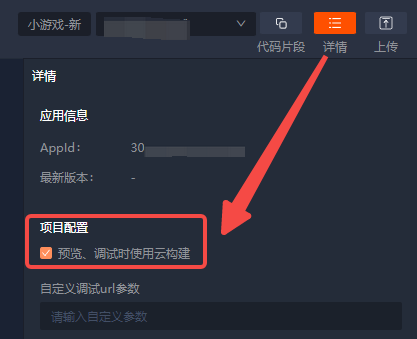 小游戏-新
代码片段 详情 上传
详情
应用信息
AppId: 30
最新版本: -
项目配置
预览、调试时使用云构建
自定义调试url参数
请输入自定义参数